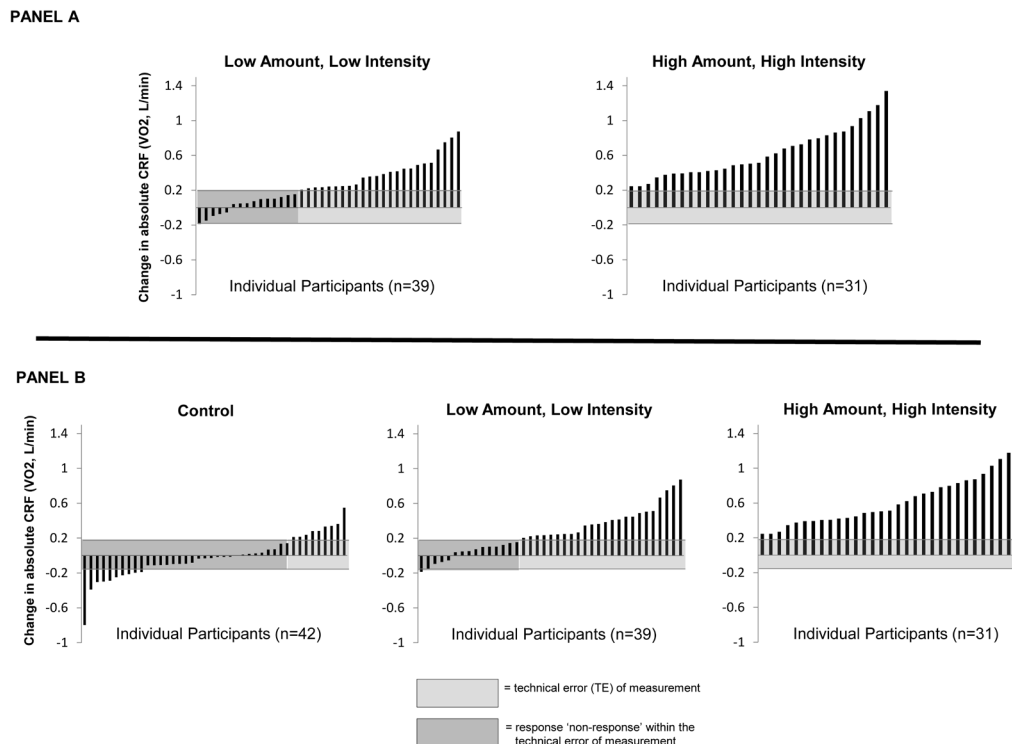 PANEL A
Low Amount, Low Intensity
High Amount, High Intensity
Change in absolute CRF (VO2, L/min)
1.4
1
0.6
0.2
-0.2
-0.6
-1
Individual Participants (n=39)
1.4
1
0.6
0.2
-0.2
-0.6
-1
Individual Participants (n=31)
PANEL B
Control
Low Amount, Low Intensity
High Amount, High Intensity
Change in absolute CRF (VO2, L/min)
1.4
1
0.6
0.2
-0.2
-0.6
-1
Individual Participants (n=42)
1.4
1
0.6
0.2
-0.2
-0.6
-1
Individual Participants (n=39)
1.4
1
0.6
0.2
-0.2
-0.6
-1
Individual Participants (n=31)
= technical error (TE) of measurement
= response 'non-response' within the
technical error of measurement